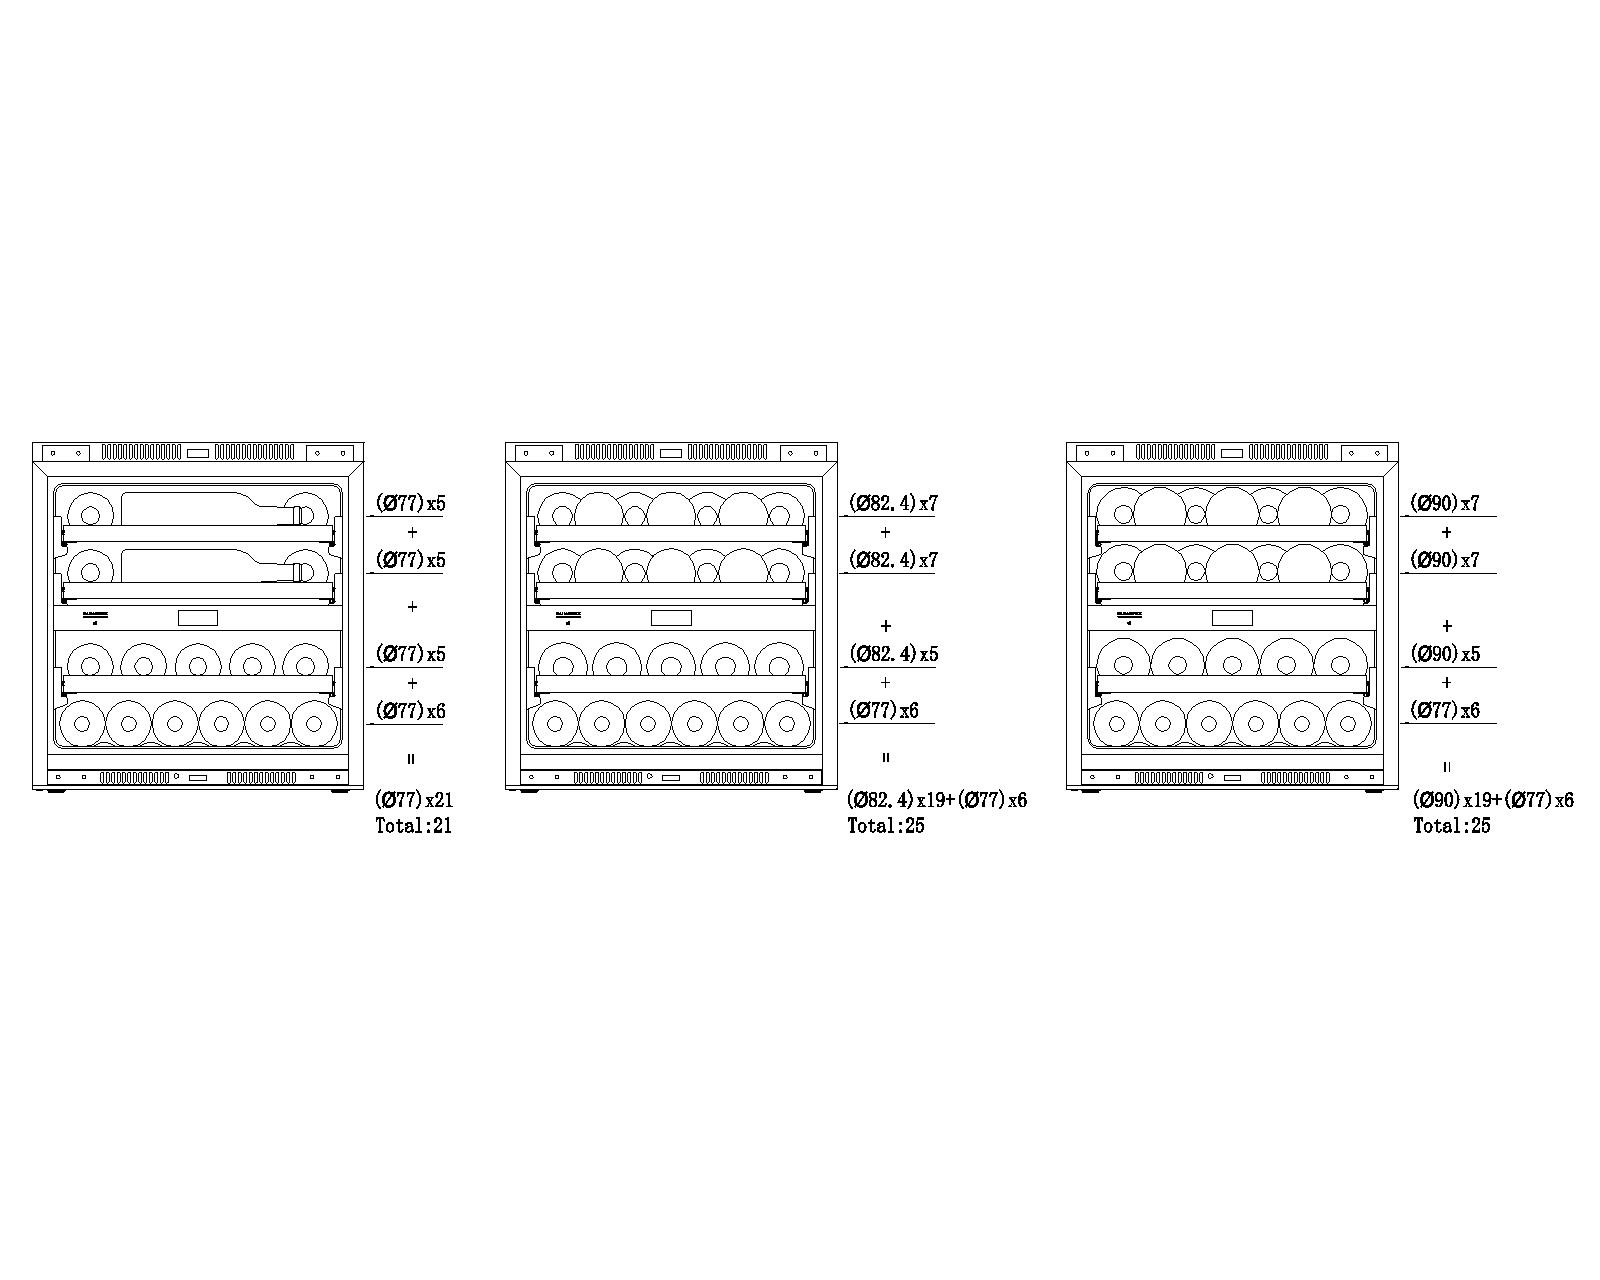 (Ø77)x5
+
(Ø77)x5
+
(Ø77)x5
+
(Ø77)x6
=
(Ø77)x21
Total:21
(Ø82.4)x7
+
(Ø82.4)x7
+
(Ø82.4)x5
+
(Ø77)x6
=
(Ø82.4)x19+(Ø77)x6
Total:25
(Ø90)x7
+
(Ø90)x7
+
(Ø90)x5
+
(Ø77)x6
=
(Ø90)x19+(Ø77)x6
Total:25